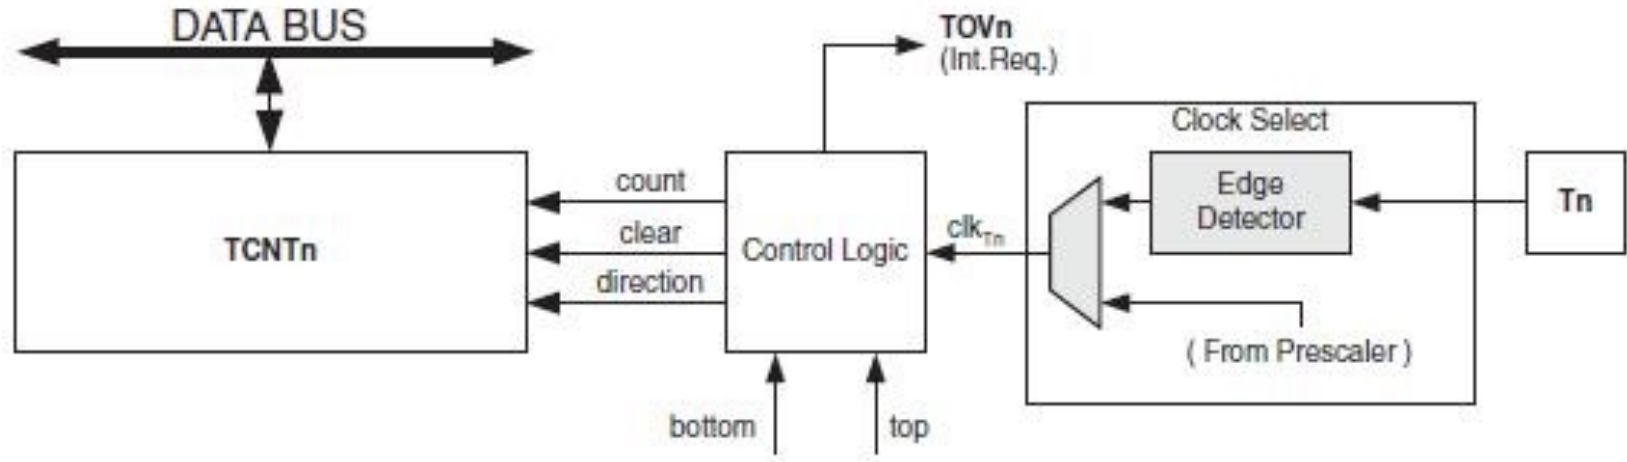 DATA BUS
TOVn
(Int.Req.)
Clock Select
count
Edge
Detector
Tn
clear
clkTn
TCNTn
Control Logic
direction
( From Prescaler )
bottom
top